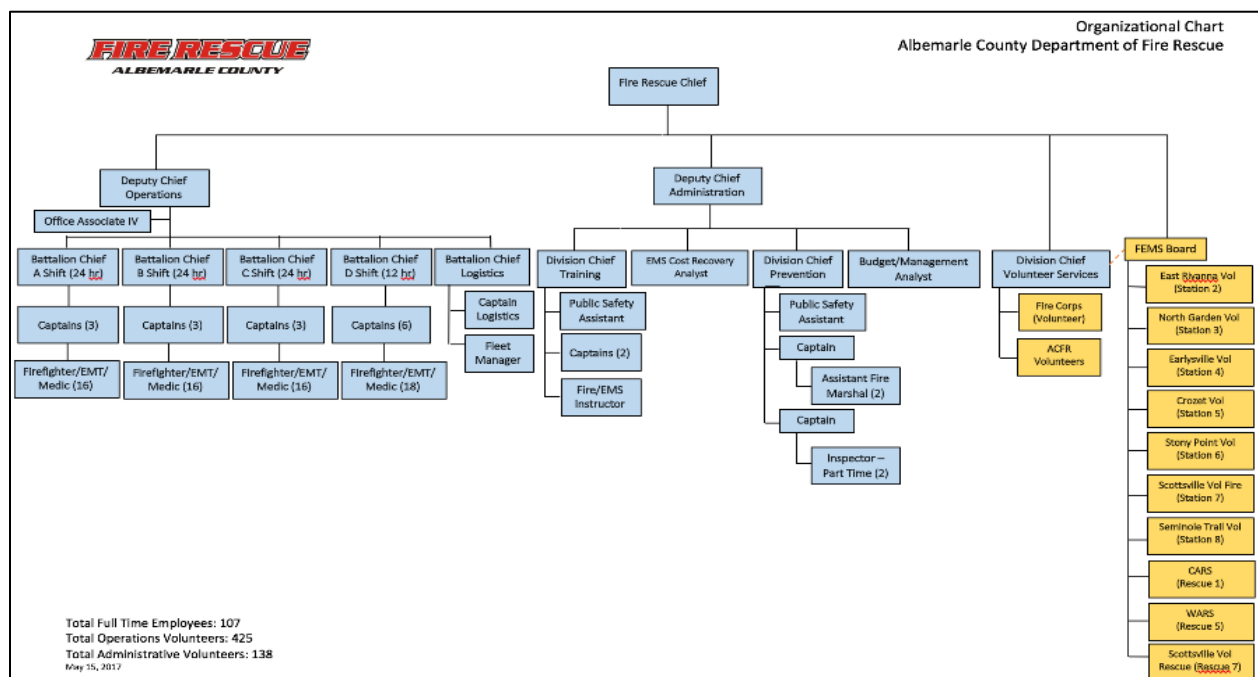 FIRE RESCUE
ALBEMARLE COUNTY
Organizational Chart
Albemarle County Department of Fire Rescue
Fire Rescue Chief
Deputy Chief
Operations
Office Associate IV
Battalion Chief
A Shift (24 hr)
Captains (3)
Firefighter/EMT/
Medic (16)
Battalion Chief
B Shift (24 hr)
Captains (3)
Firefighter/EMT/
Medic (16)
Battalion Chief
C Shift (24 hr)
Captains (3)
Firefighter/EMT/
Medic (16)
Battalion Chief
D Shift (12 hr)
Captains (6)
Firefighter/EMT/
Medic (18)
Battalion Chief
Logistics
Captain
Logistics
Fleet
Manager
Deputy Chief
Administration
Division Chief
Training
Public Safety
Assistant
Captains (2)
Fire/EMS
Instructor
EMS Cost Recovery
Analyst
Division Chief
Prevention
Public Safety
Assistant
Captain
Assistant Fire
Marshal (2)
Captain
Inspector –
Part Time (2)
Budget/Management
Analyst
Division Chief
Volunteer Services
Fire Corps
(Volunteer)
ACFR
Volunteers
FEMS Board
East Rivanna Vol
(Station 2)
North Garden Vol
(Station 3)
Earlysville Vol
(Station 4)
Crozet Vol
(Station 5)
Stony Point Vol
(Station 6)
Scottsville Vol Fire
(Station 7)
Seminole Trail Vol
(Station 8)
CARS
(Rescue 1)
WARS
(Rescue 5)
Scottsville Vol
Rescue (Rescue 7)
Total Full Time Employees: 107
Total Operations Volunteers: 425
Total Administrative Volunteers: 138
May 15, 2017